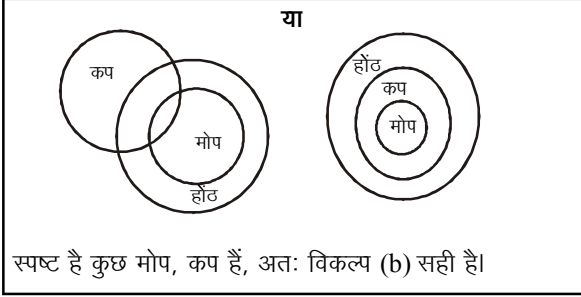 या
कप
मोप
होंठ
होंठ
कप
मोप
स्पष्ट है कुछ मोप, कप हैं, अतः विकल्प (b) सही है।